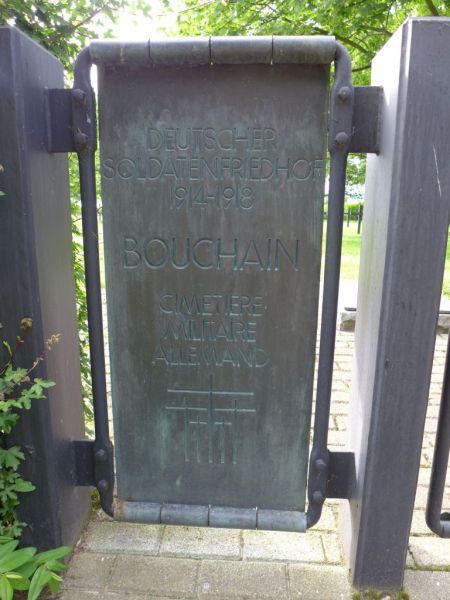 DEUTSCHER
SOLDATENFRIEDHOF
1914-1918
BOUCHAIN
CIMETIERE
MILITAIRE
ALLEMAND